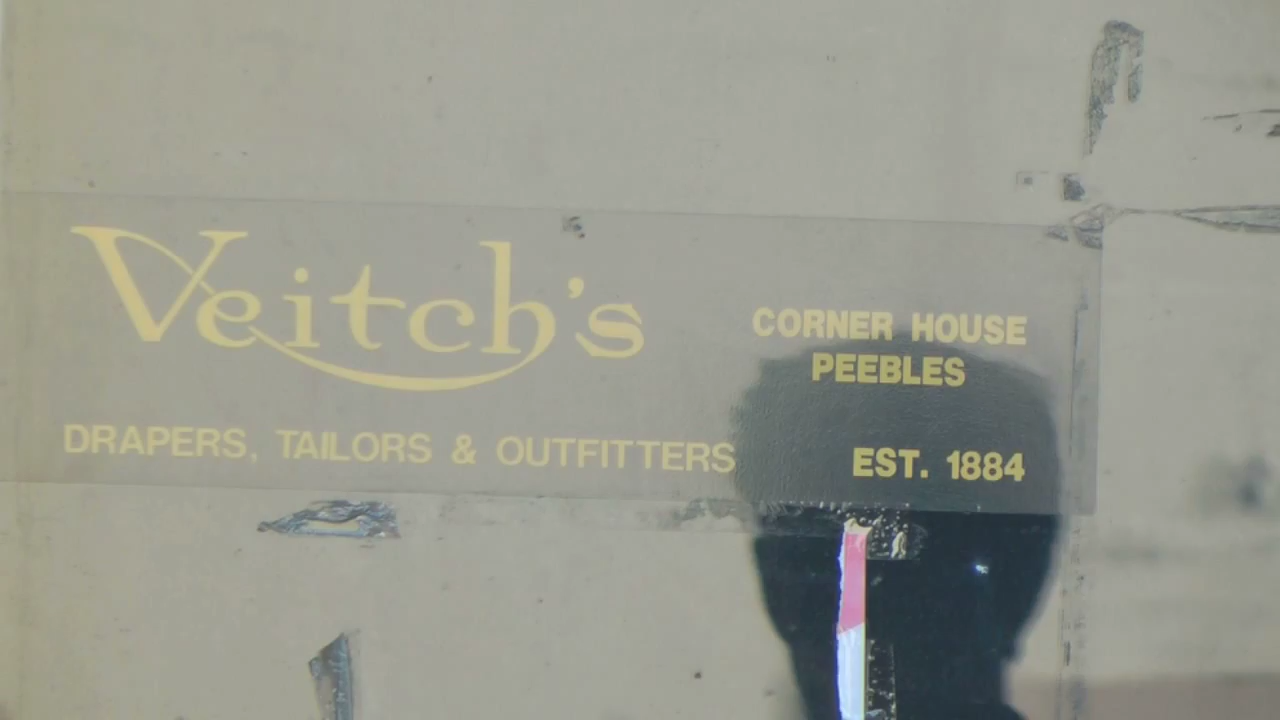 Veitch's
CORNER HOUSE
PEEBLES
DRAPERS, TAILORS & OUTFITTERS
EST. 1884